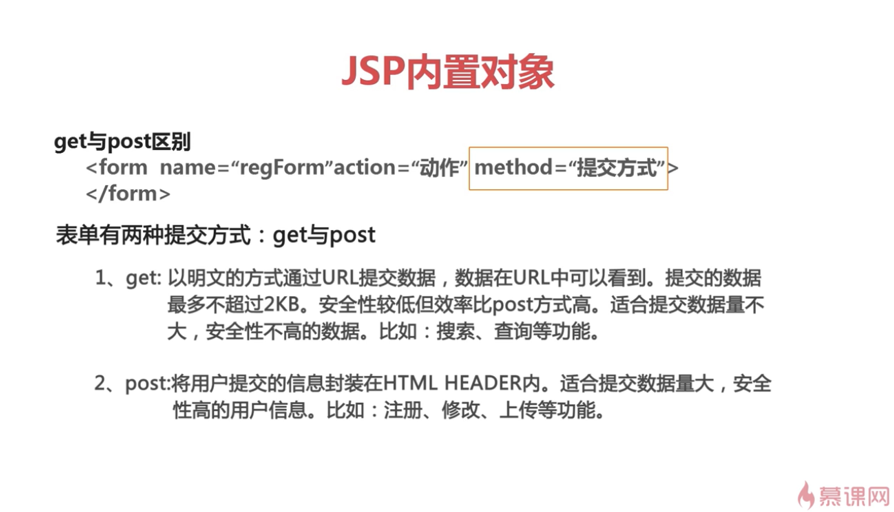 JSP内置对象
get与post区别
<form  name=“regForm”action=“动作” method=“提交方式”>
</form>
表单有两种提交方式：get与post
1、get: 以明文的方式通过URL提交数据，数据在URL中可以看到。提交的数据
最多不超过2KB。安全性较低但效率比post方式高。适合提交数据量不
大，安全性不高的数据。比如：搜索、查询等功能。
2、post:将用户提交的信息封装在HTML HEADER内。适合提交数据量大，安全
性高的用户信息。比如：注册、修改、上传等功能。
慕课网